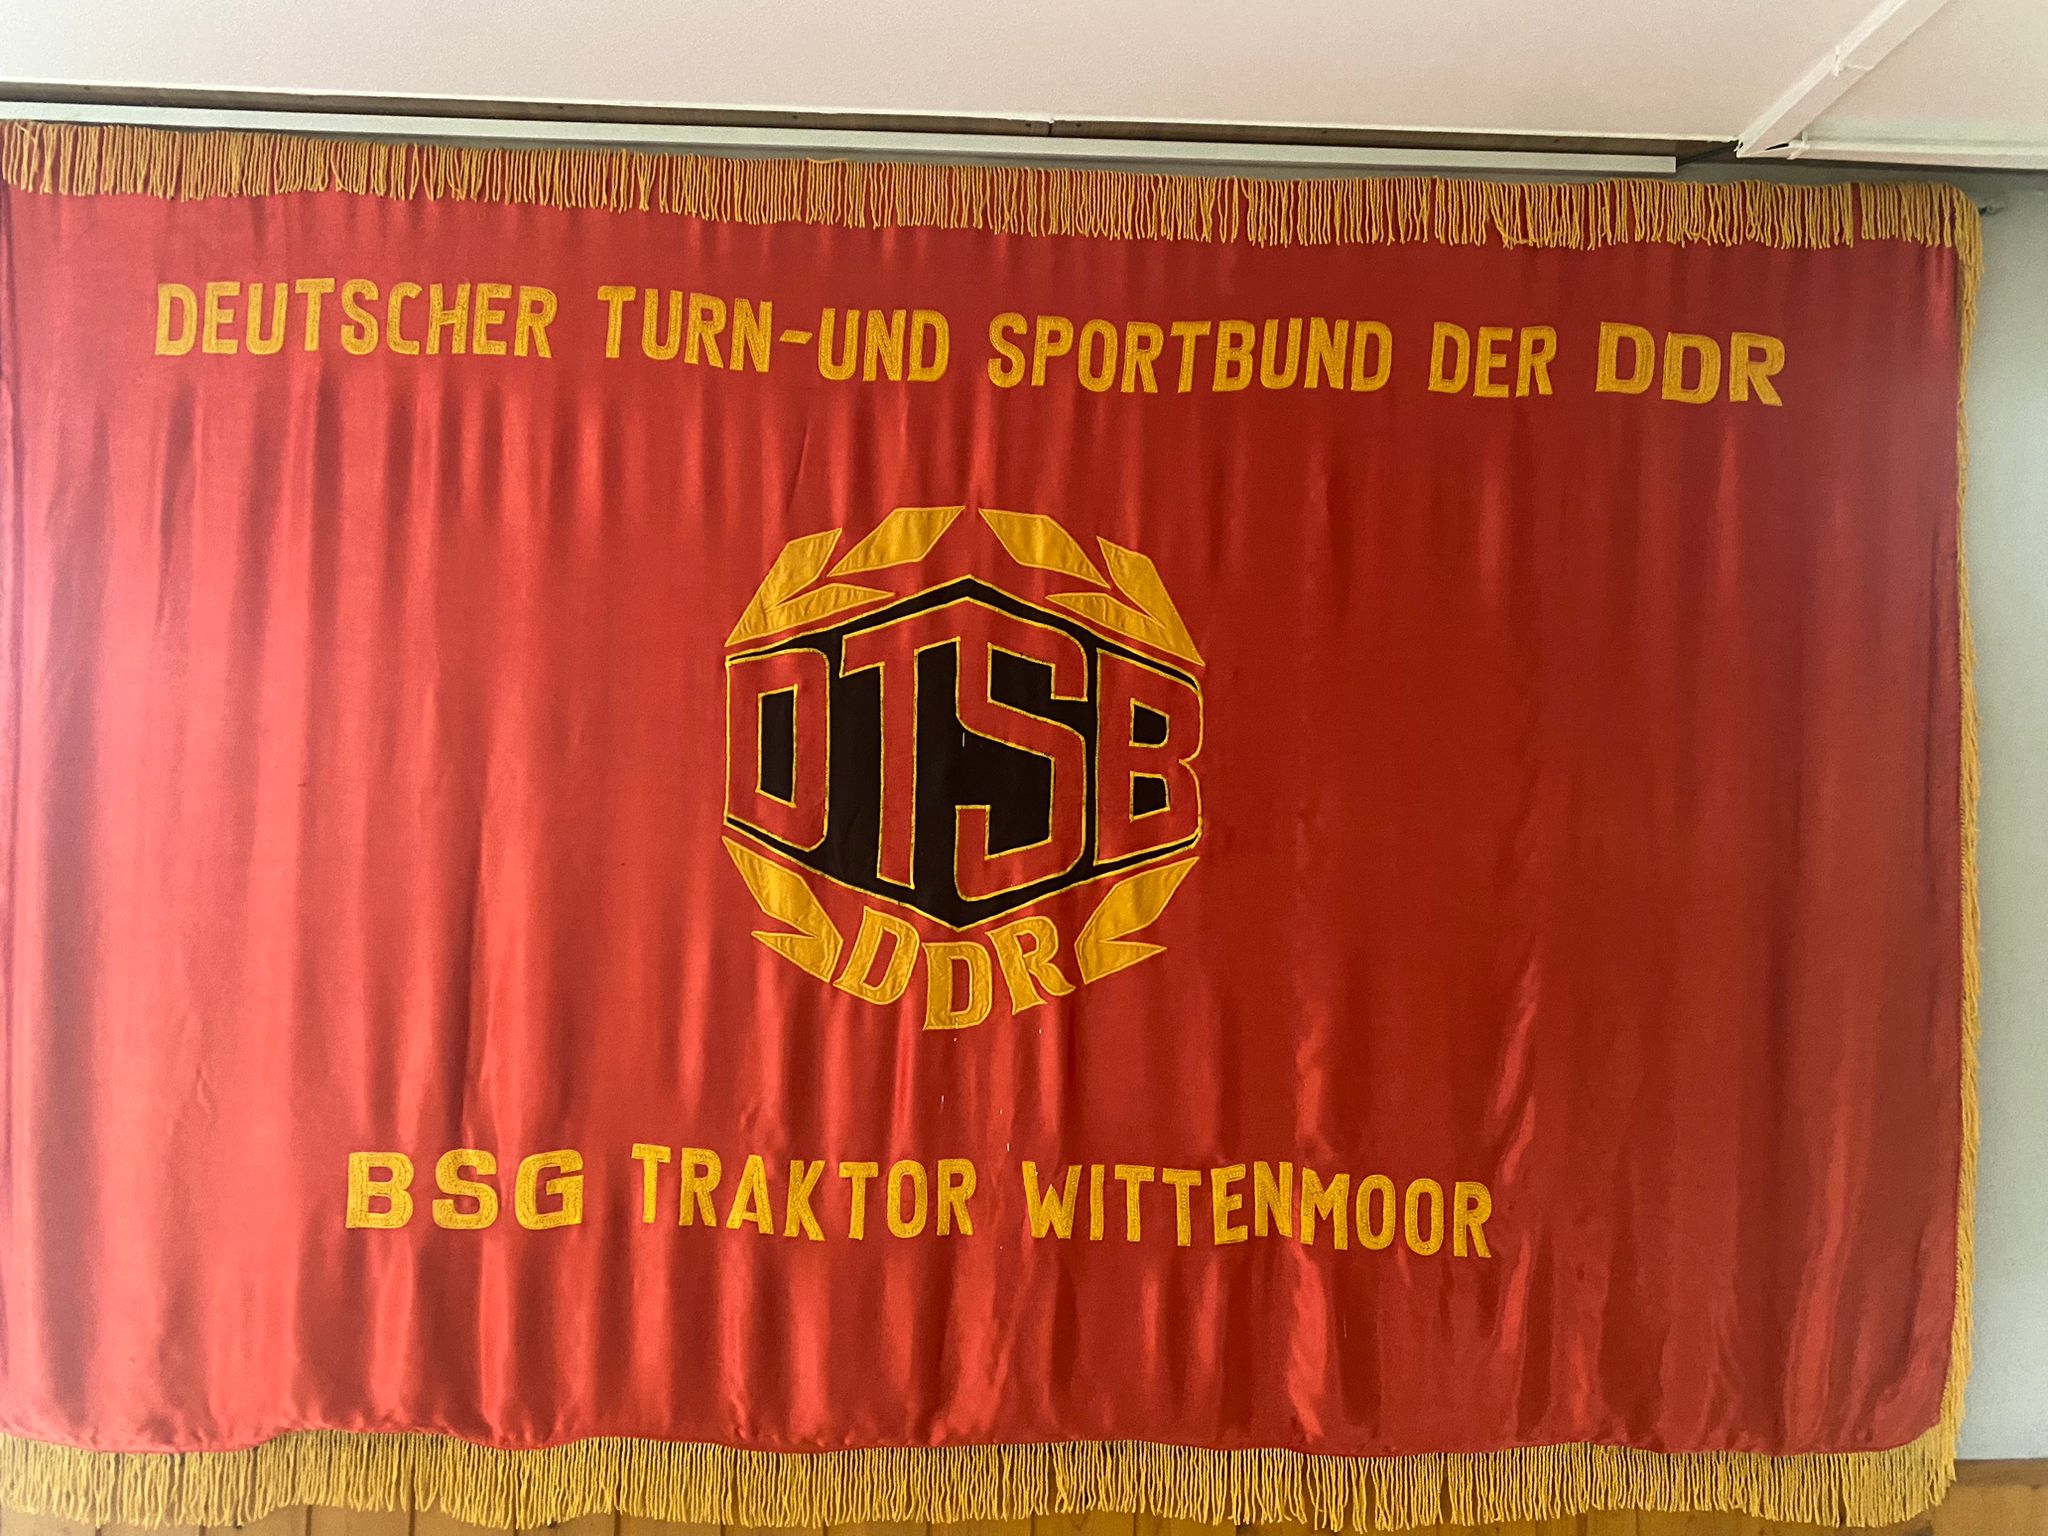 DEUTSCHER TURN-UND SPORTBUND DER DDR
DTSB
DDR
BSG TRAKTOR WITTENMOOR